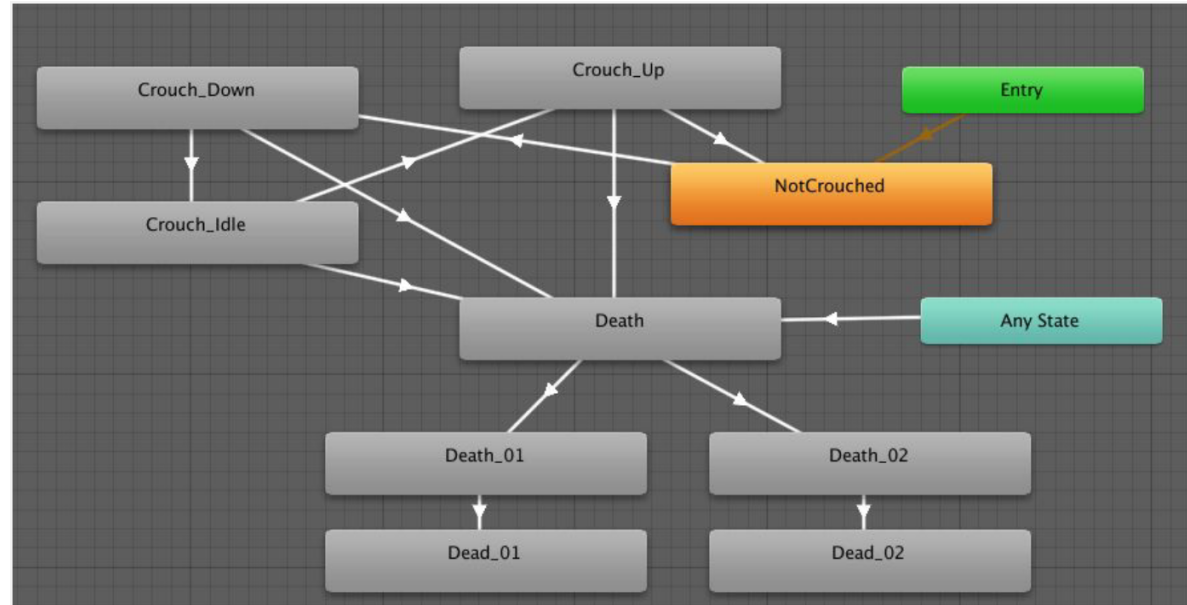 Crouch_Up
Crouch_Down
Entry
NotCrouched
Crouch_Idle
Death
Any State
Death_01
Death_02
Dead_01
Dead_02